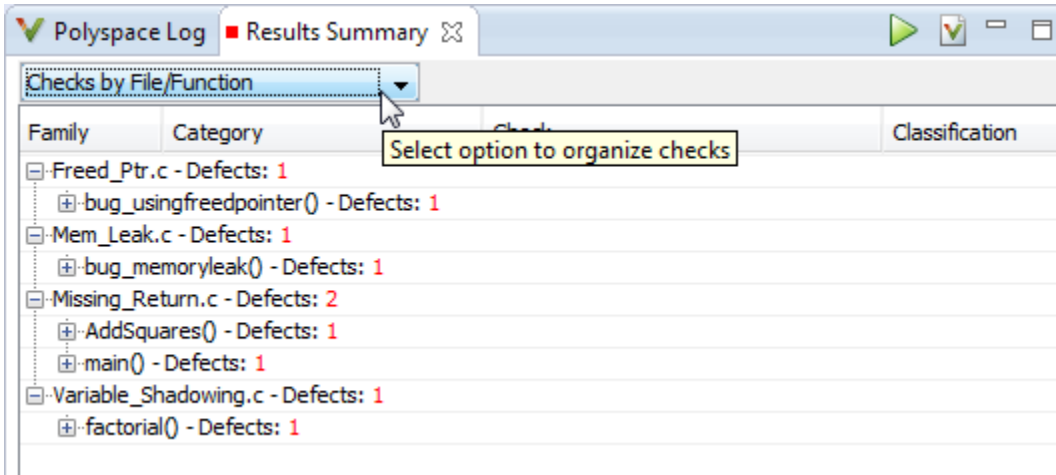 Polyspace Log Results Summary
Checks by File/Function
Family Category Check Classification
Select option to organize checks
Freed_Ptr.c - Defects: 1
bug_usingfreedpointer() - Defects: 1
Mem_Leak.c - Defects: 1
bug_memoryleak() - Defects: 1
Missing_Return.c - Defects: 2
AddSquares() - Defects: 1
main() - Defects: 1
Variable_Shadowing.c - Defects: 1
factorial() - Defects: 1